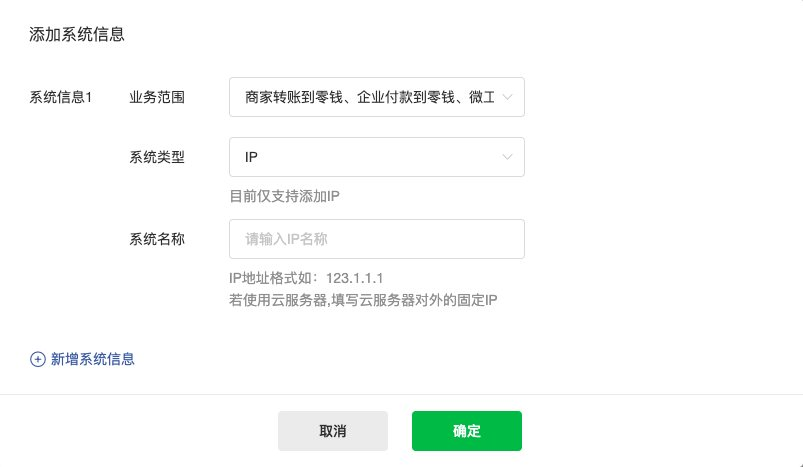 添加系统信息
系统信息1 业务范围 商家转账到零钱、企业付款到零钱、微工
系统类型 IP
目前仅支持添加IP
系统名称 请输入IP名称
IP地址格式如：123.1.1.1
若使用云服务器,填写云服务器对外的固定IP
新增系统信息
取消 确定